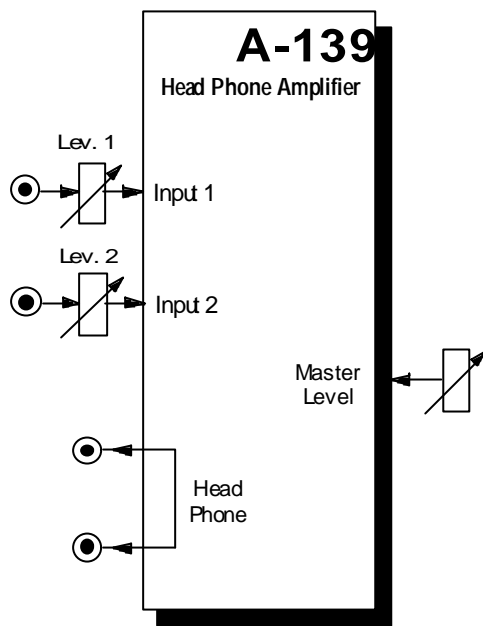 A-139
Head Phone Amplifier
Lev. 1
Input 1
Lev. 2
Input 2
Master
Level
Head
Phone